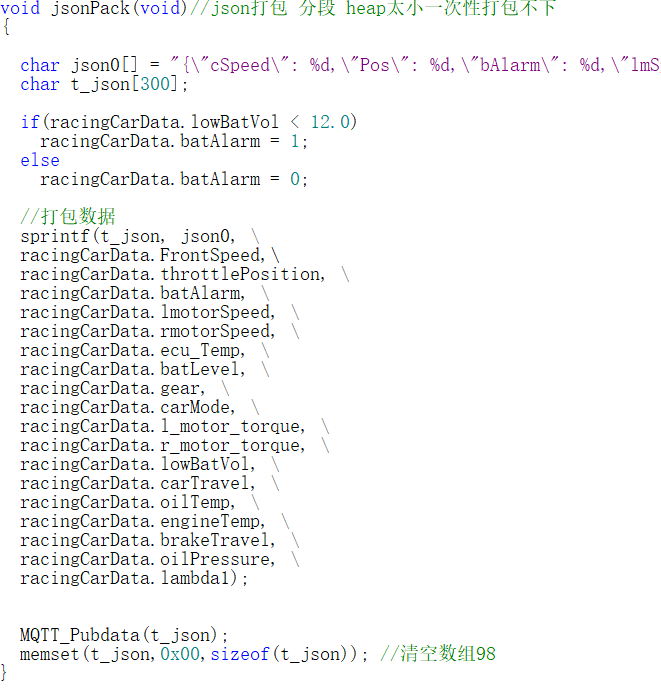 void jsonPack(void)//json打包 分段 heap太小一次性打包不下
{
char json0[] = "{\"cSpeed\": %d,\"Pos\": %d,\"bAlarm\": %d,\"lmS
char t_json[300];
if(racingCarData.lowBatVol < 12.0)
racingCarData.batAlarm = 1;
else
racingCarData.batAlarm = 0;
//打包数据
sprintf(t_json, json0, \
racingCarData.FrontSpeed,\
racingCarData.throttlePosition, \
racingCarData.batAlarm, \
racingCarData.lmotorSpeed, \
racingCarData.rmotorSpeed, \
racingCarData.ecu_Temp, \
racingCarData.batLevel, \
racingCarData.gear, \
racingCarData.carMode, \
racingCarData.l_motor_torque, \
racingCarData.r_motor_torque, \
racingCarData.lowBatVol, \
racingCarData.carTravel, \
racingCarData.oilTemp, \
racingCarData.engineTemp, \
racingCarData.brakeTravel, \
racingCarData.oilPressure, \
racingCarData.lambda1);
MQTT_Pubdata(t_json);
memset(t_json,0x00,sizeof(t_json)); //清空数组98
}